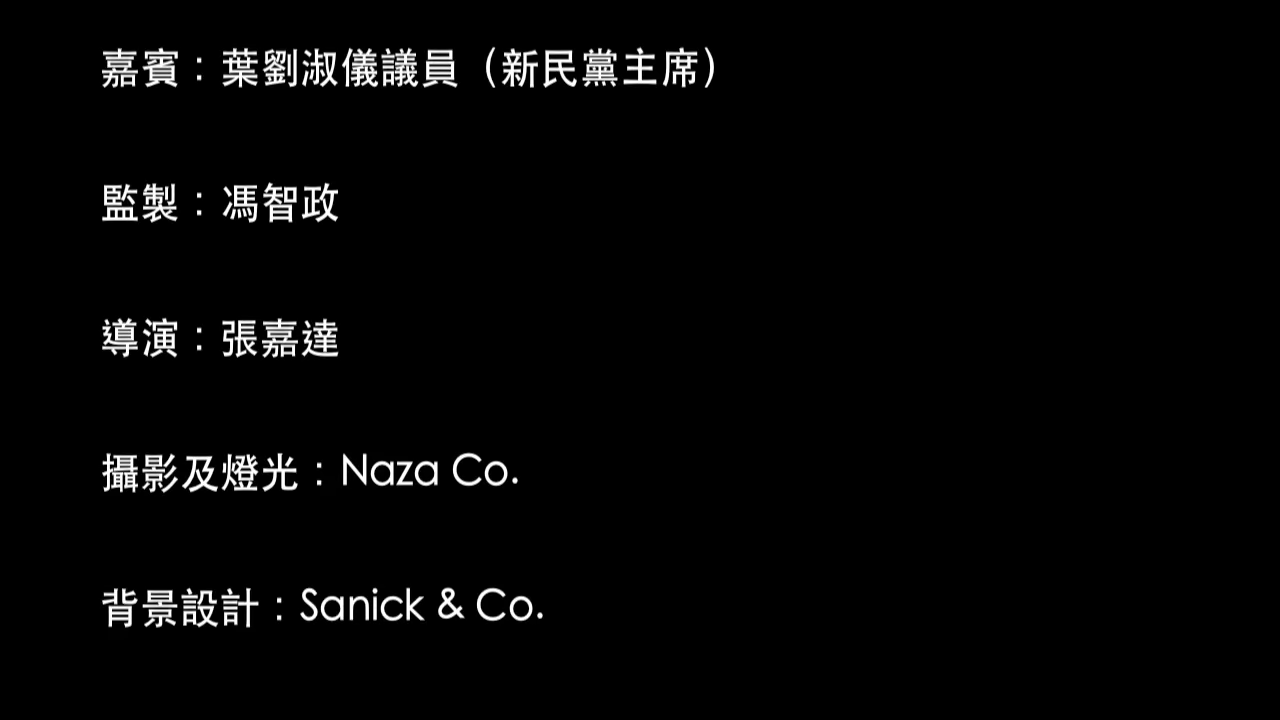 嘉賓：葉劉淑儀議員（新民黨主席）
監製：馮智政
導演：張嘉達
攝影及燈光：Naza Co.
背景設計：Sanick & Co.